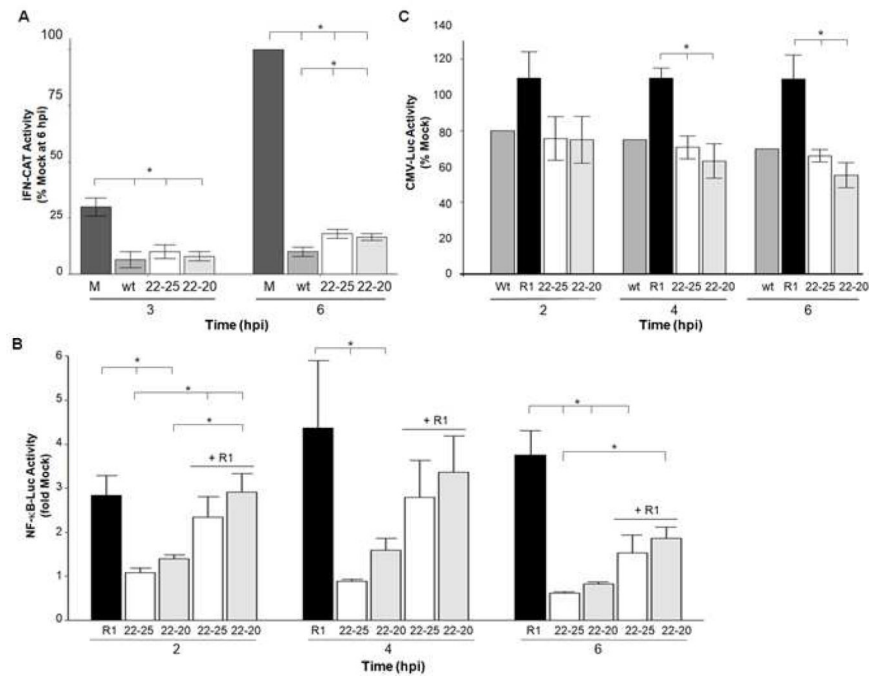 A
IFN-CAT Activity
(% Mock at 6 hpi)
100
75
50
25
0
*
*
*
M wt 22-25 22-20 M wt 22-25 22-20
3 6
Time (hpi)
C
CMV-Luc Activity
(% Mock)
140
120
100
80
60
40
20
0
*
*
Wt R1 22-25 22-20 wt R1 22-25 22-20 wt R1 22-25 22-20
2 4 6
Time (hpi)
B
NF-κB-Luc Activity
(fold Mock)
6
5
4
3
2
1
0
*
*
*
+ R1
*
+ R1
*
*
+ R1
R1 22-25 22-20 22-25 22-20 R1 22-25 22-20 22-25 22-20 R1 22-25 22-20 22-25 22-20
2 4 6
Time (hpi)